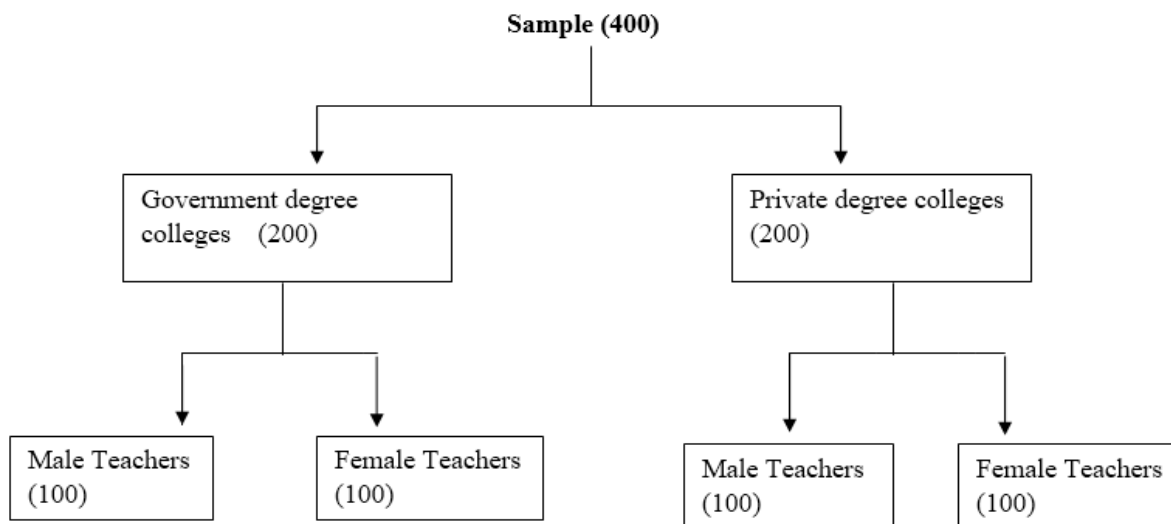 Sample (400)
Government degree
colleges (200)
Private degree colleges
(200)
Male Teachers
(100)
Female Teachers
(100)
Male Teachers
(100)
Female Teachers
(100)